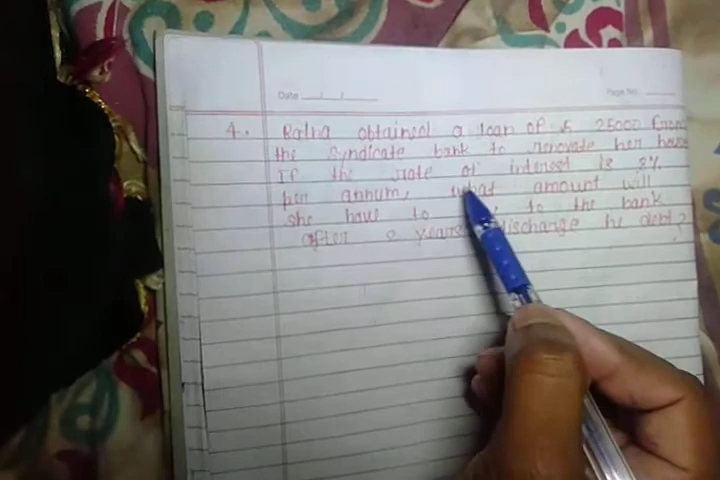 Date / /
Page No.
4. Ratna obtained a loan of 25000 from
the Syndicate bank to renovate her house
If the rate of interest is 8%
per annum, what amount will
she have to to the bank
after years discharge he debt?